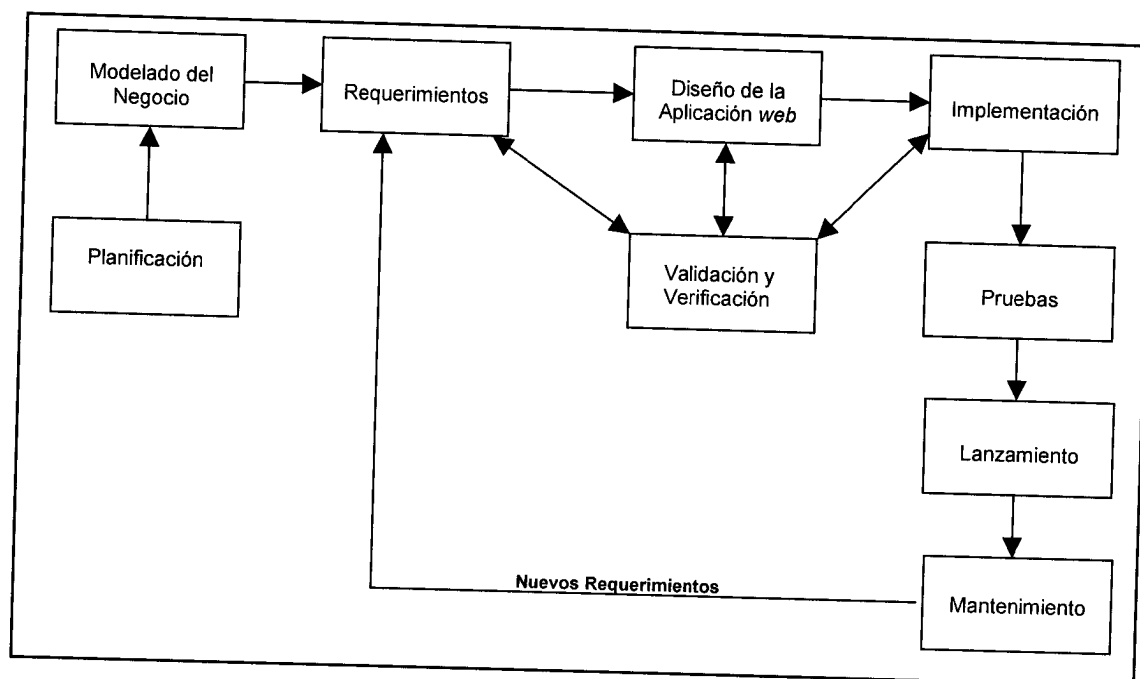 Modelado del
Negocio
Requerimientos
Diseño de la
Aplicación web
Implementación
Planificación
Validación y
Verificación
Pruebas
Lanzamiento
Nuevos Requerimientos
Mantenimiento